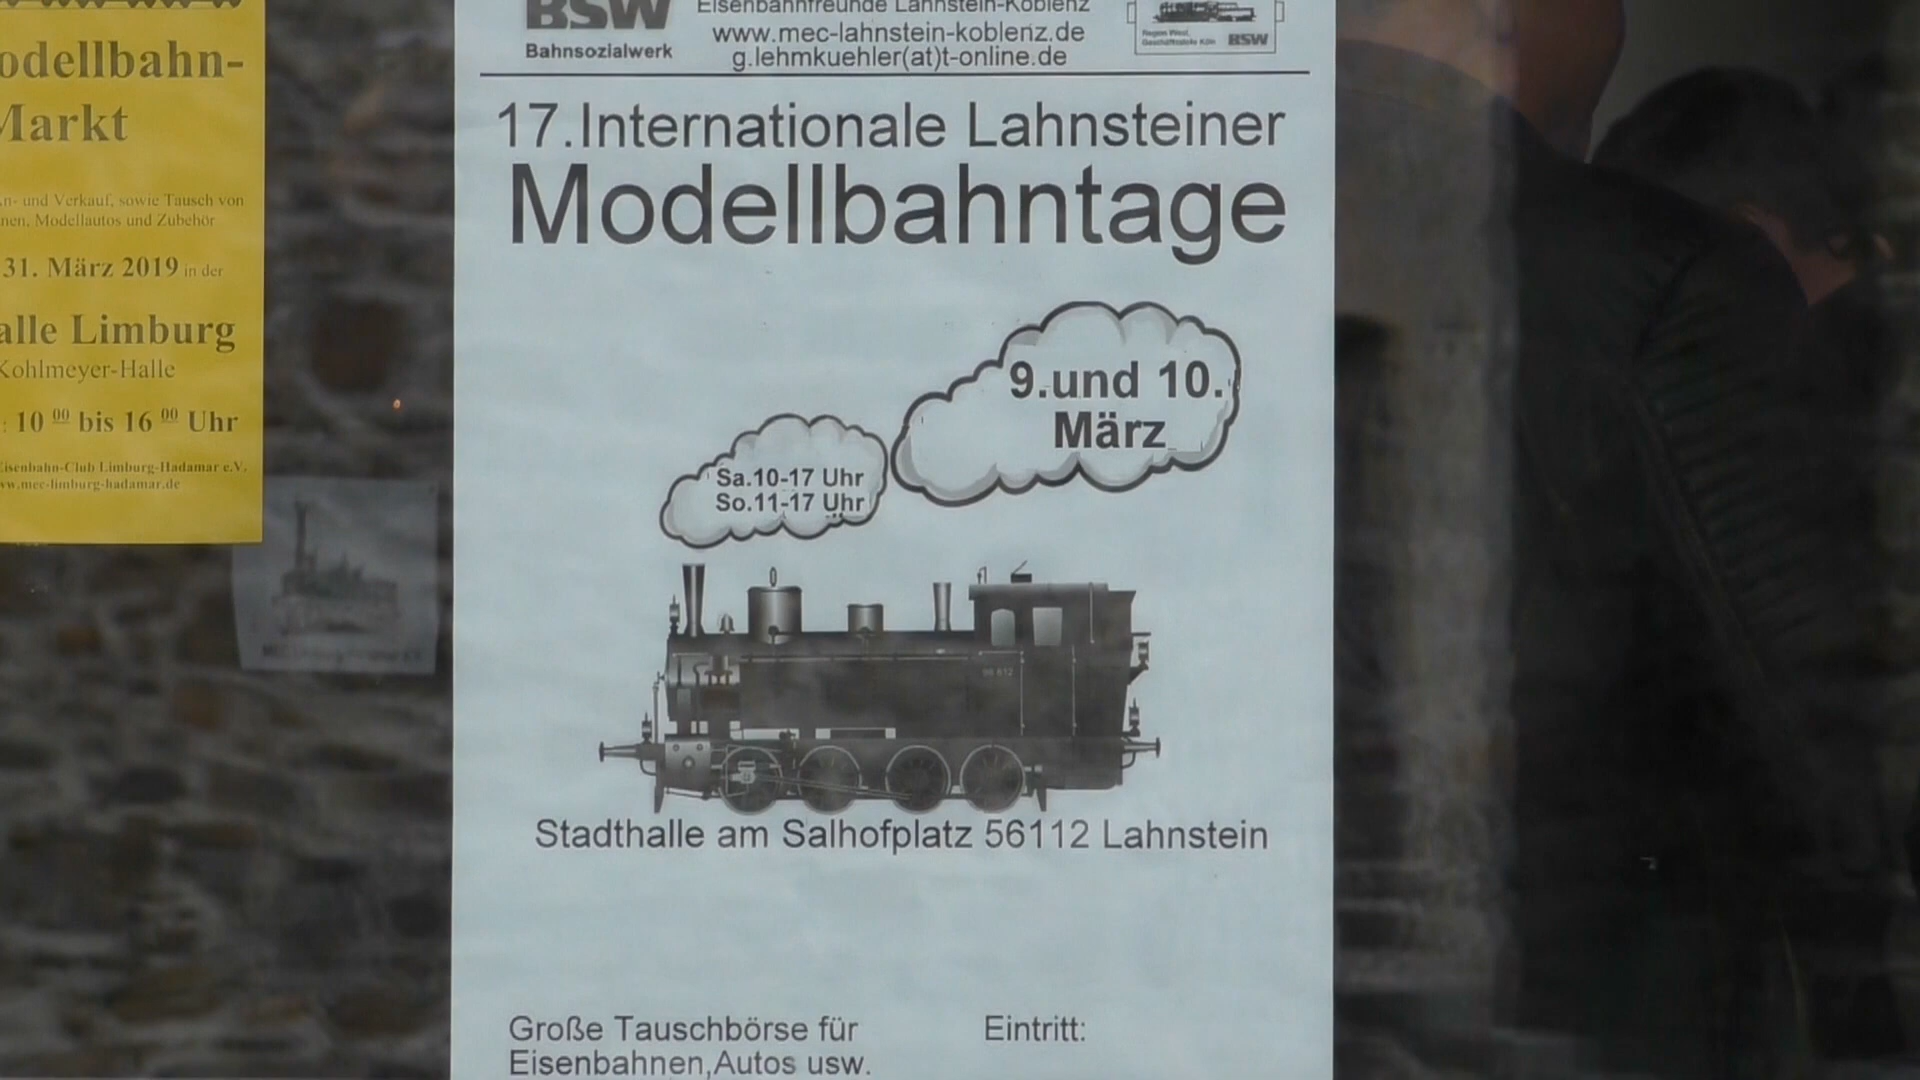 odellbahn-
Markt
n- und Verkauf, sowie Tausch von
nen, Modellautos und Zubehör
31. März 2019 in der
alle Limburg
Kohlmeyer-Halle
: 10 00 bis 16 00 Uhr
Eisenbahn-Club Limburg-Hadamar e.V.
ww.mec-limburg-hadamar.de
BSW
Bahnsozialwerk
Eisenbahnfreunde Lahnstein-Koblenz
www.mec-lahnstein-koblenz.de
g.lehmkuehler(at)t-online.de
Region West,
Geschäftsstelle Köln BSW
17.Internationale Lahnsteiner
Modellbahntage
9.und 10.
März
Sa.10-17 Uhr
So.11-17 Uhr
Stadthalle am Salhofplatz 56112 Lahnstein
Große Tauschbörse für
Eisenbahnen,Autos usw.
Eintritt: